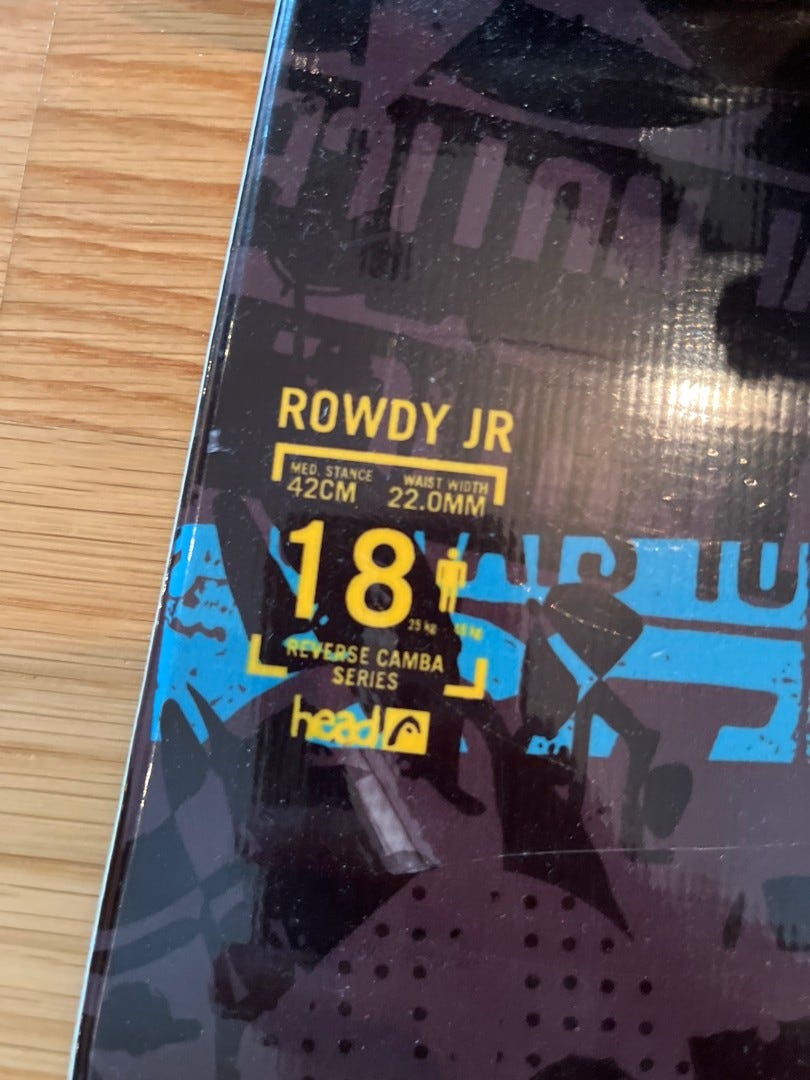 ROWDY JR
MED. STANCE WAIST WIDTH
42CM 22.0MM
18
25 KG
REVERSE CAMBA
SERIES
head